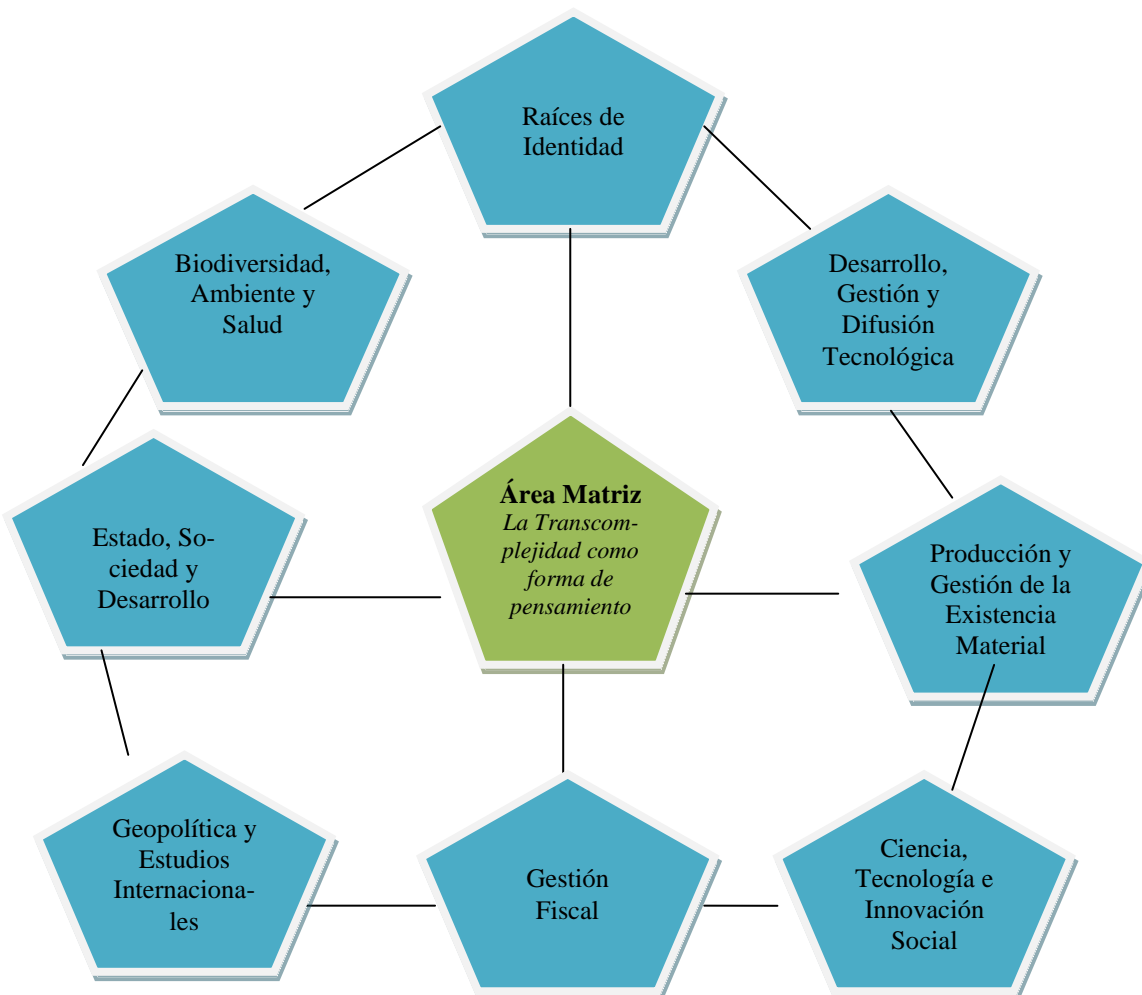 Raíces de
Identidad
Biodiversidad,
Ambiente y
Salud
Desarrollo,
Gestión y
Difusión
Tecnológica
Área Matriz
La Transcom-
plejidad como
forma de
pensamiento
Estado, So-
ciedad y
Desarrollo
Producción y
Gestión de la
Existencia
Material
Geopolítica y
Estudios
Internaciona-
les
Gestión
Fiscal
Ciencia,
Tecnología e
Innovación
Social